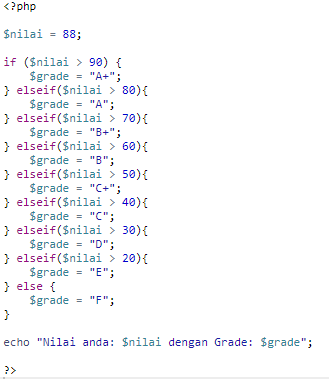 <?php
$nilai = 88;
if ($nilai > 90) {
    $grade = "A+";
} elseif($nilai > 80){
    $grade = "A";
} elseif($nilai > 70){
    $grade = "B+";
} elseif($nilai > 60){
    $grade = "B";
} elseif($nilai > 50){
    $grade = "C+";
} elseif($nilai > 40){
    $grade = "C";
} elseif($nilai > 30){
    $grade = "D";
} elseif($nilai > 20){
    $grade = "E";
} else {
    $grade = "F";
}
echo "Nilai anda: $nilai dengan Grade: $grade";
?>